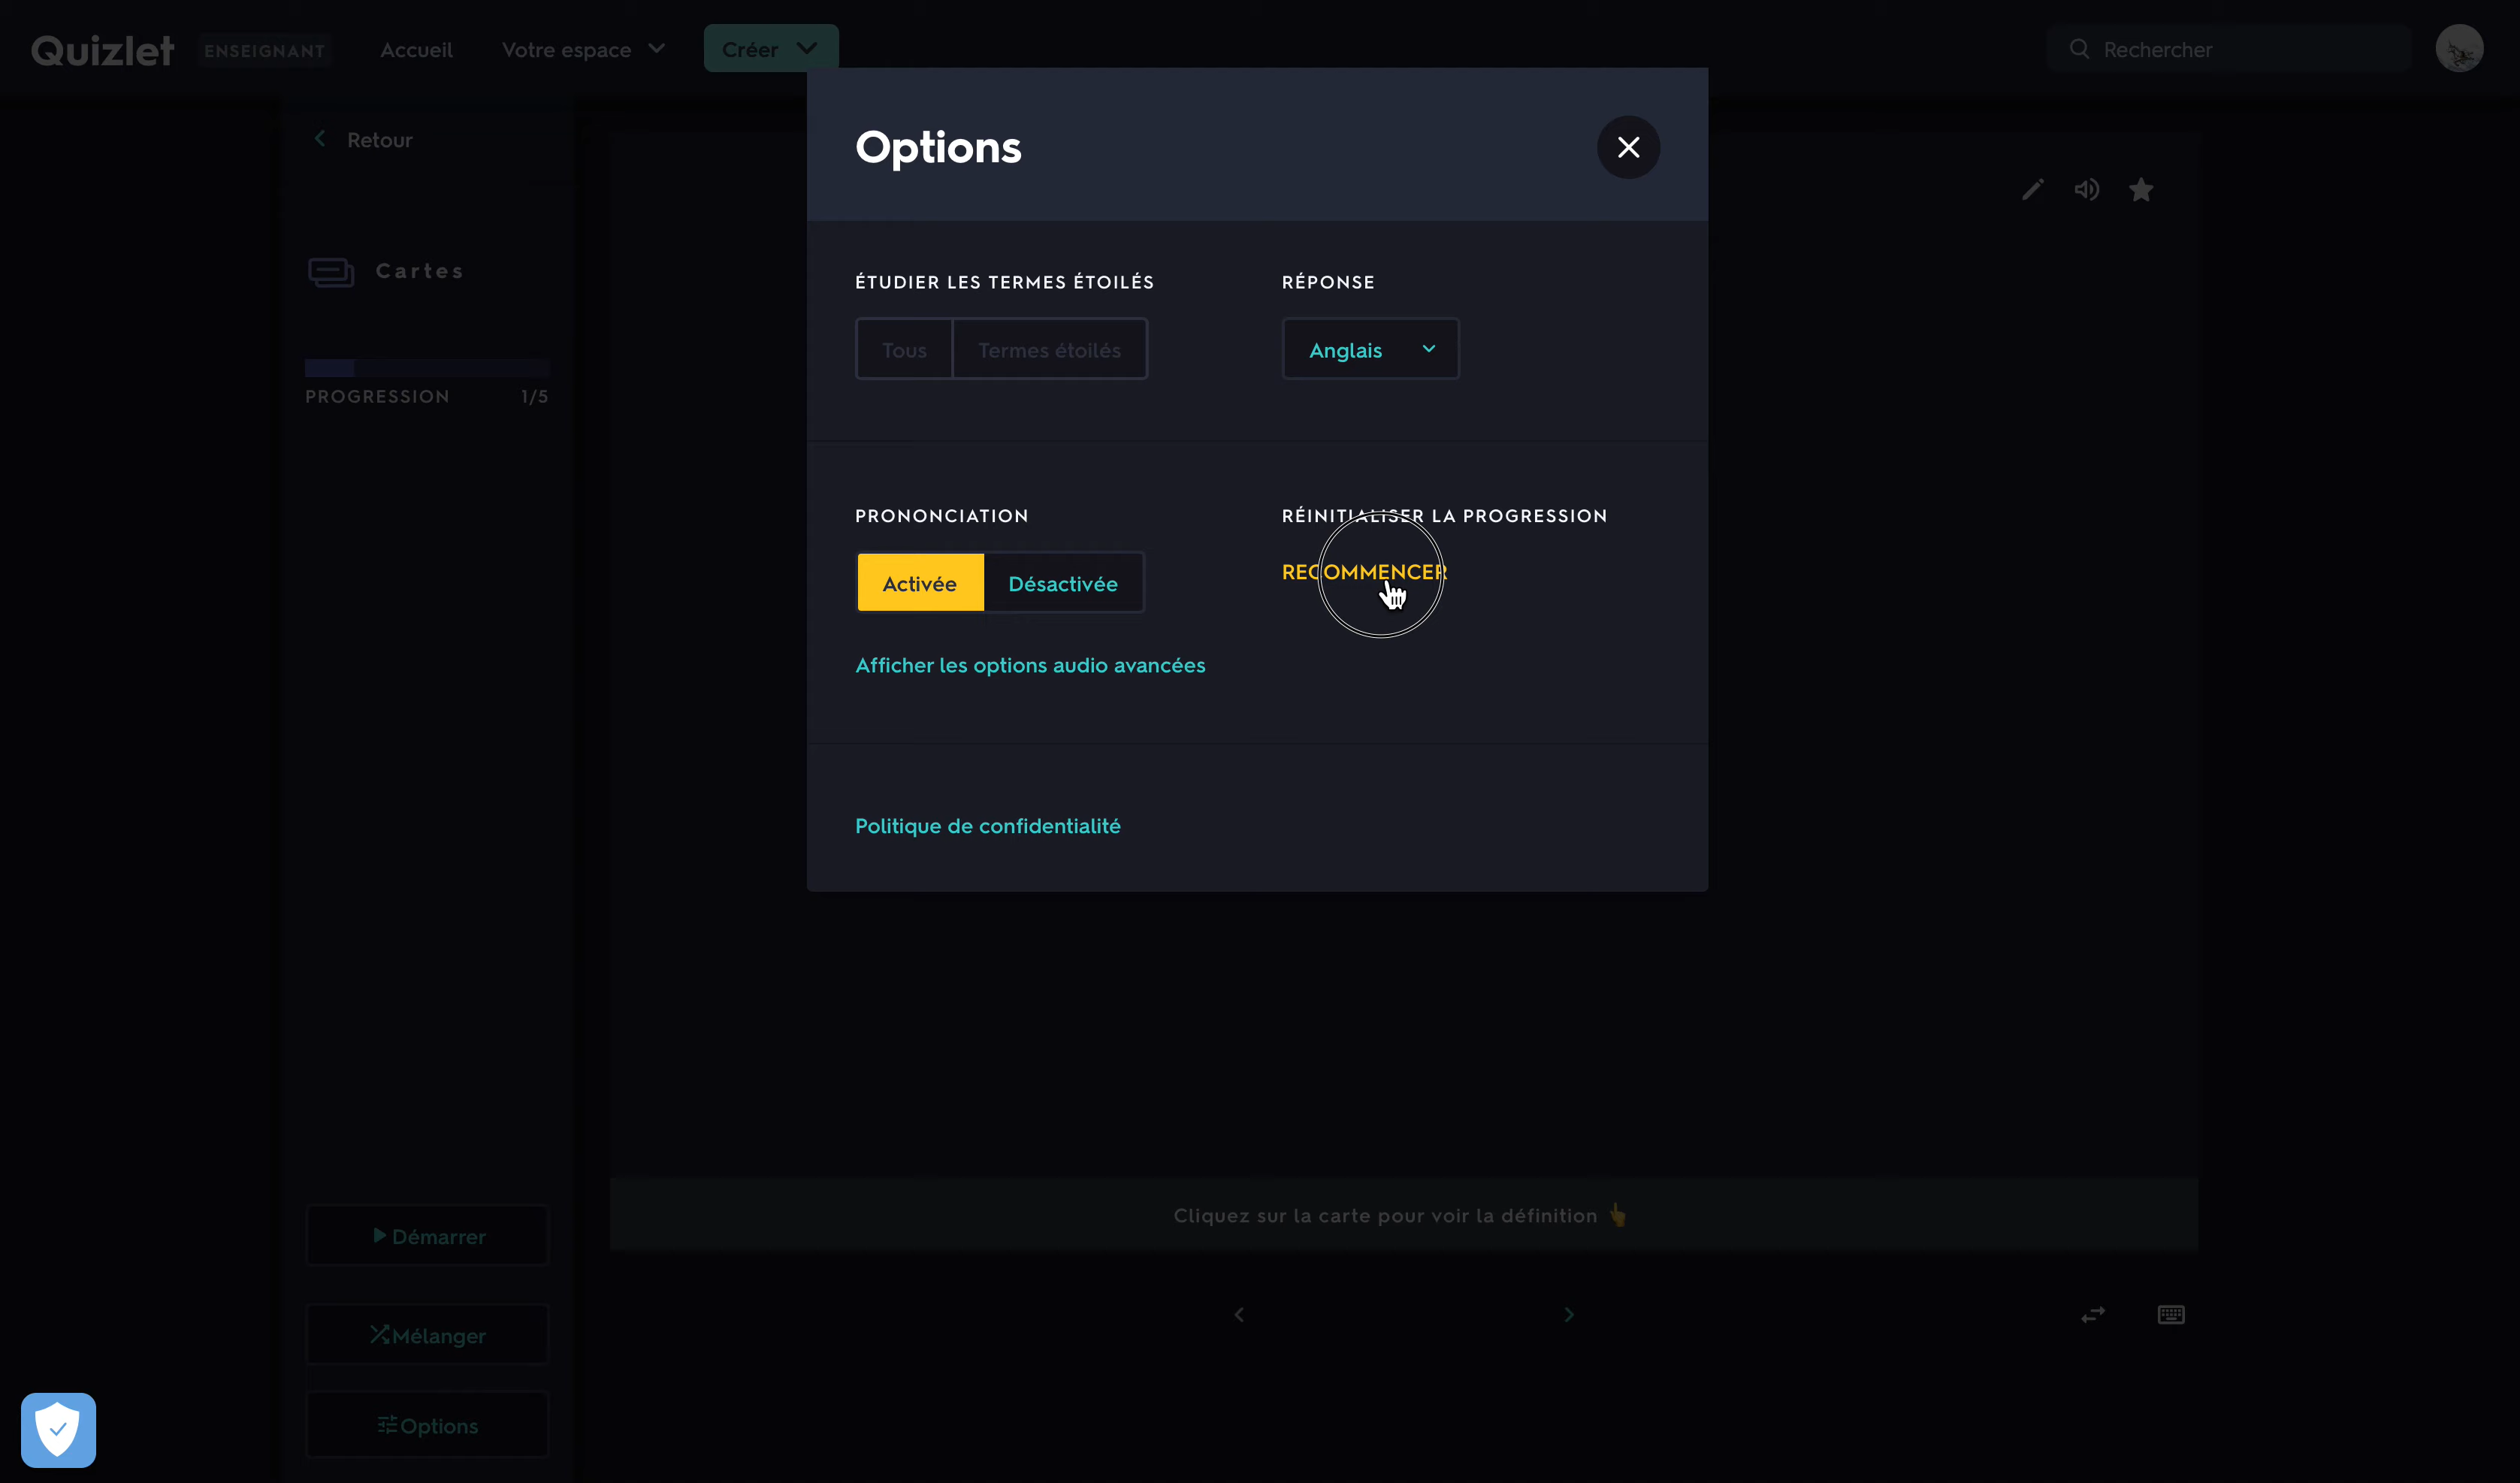 Quizlet ENSEIGNANT Accueil Votre espace Créer Rechercher
Retour
Cartes
PROGRESSION 1/5
Options
ÉTUDIER LES TERMES ÉTOILÉS
Tous Termes étoilés
RÉPONSE
Anglais
PRONONCIATION
Activée Désactivée
Afficher les options audio avancées
RÉINITIALISER LA PROGRESSION
RECOMMENCER
Politique de confidentialité
Cliquez sur la carte pour voir la définition
Démarrer
Mélanger
Options